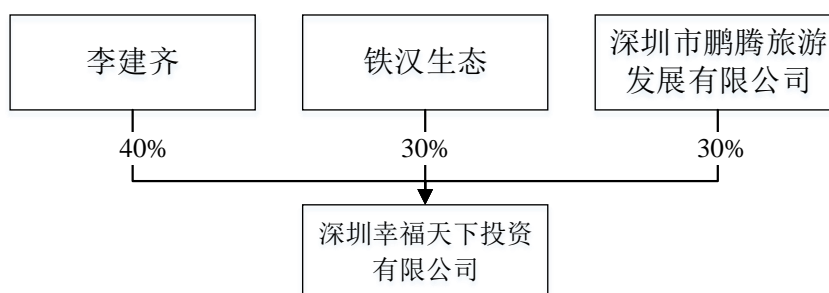 李建齐
铁汉生态
深圳市鹏腾旅游
发展有限公司
40%
30%
30%
深圳幸福天下投资
有限公司